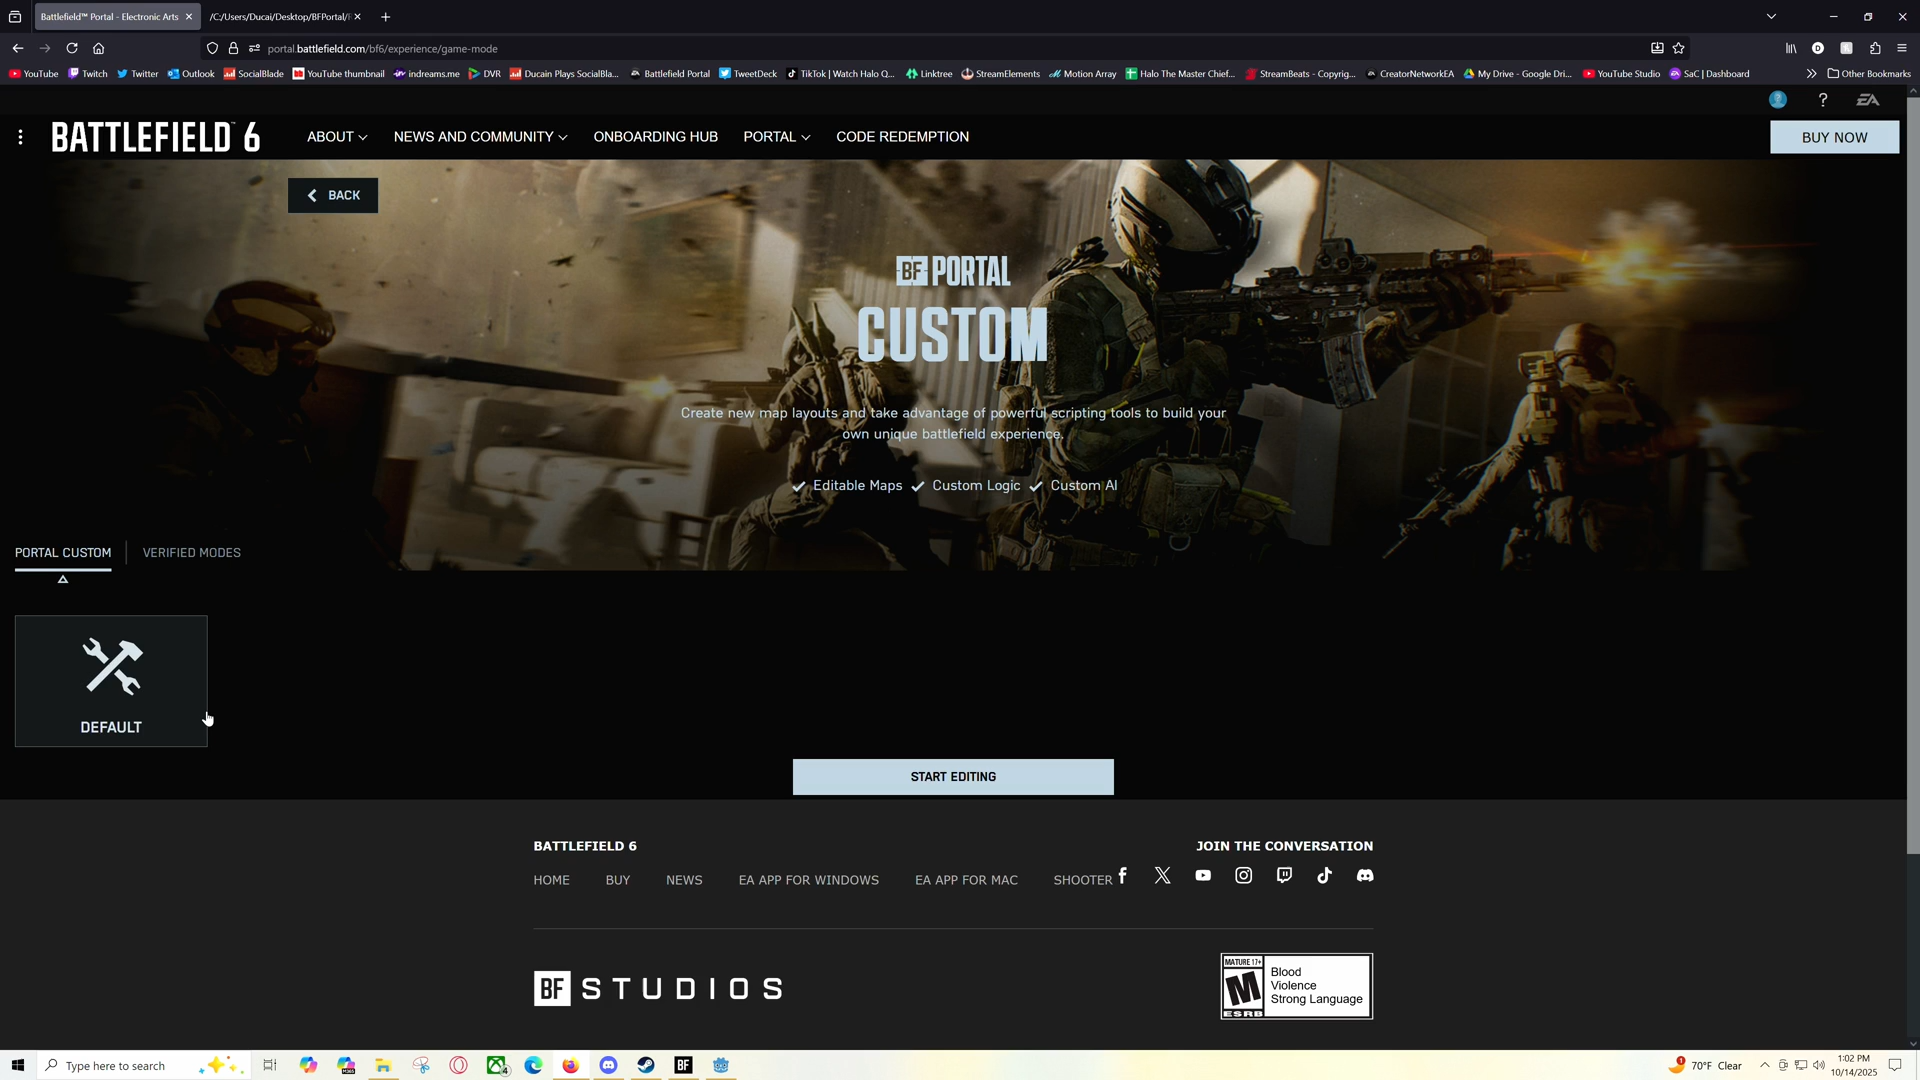 Battlefield™ Portal - Electronic Arts
/C:/Users/Ducai/Desktop/BFPortal/
portal.battlefield.com/bf6/experience/game-mode
YouTube
Twitch
Twitter
Outlook
SocialBlade
YouTube thumbnail
indreams.me
DVR
Ducain Plays SocialBla...
Battlefield Portal
TweetDeck
TikTok | Watch Halo Q...
Linktree
StreamElements
Motion Array
Halo The Master Chief...
StreamBeats - Copyrig...
CreatorNetworkEA
My Drive - Google Dri...
YouTube Studio
SaC | Dashboard
Other Bookmarks
EA
BATTLEFIELD 6
ABOUT
NEWS AND COMMUNITY
ONBOARDING HUB
PORTAL
CODE REDEMPTION
BUY NOW
BACK
BF PORTAL
CUSTOM
Create new map layouts and take advantage of powerful scripting tools to build your
own unique battlefield experience.
Editable Maps
Custom Logic
Custom AI
PORTAL CUSTOM
VERIFIED MODES
DEFAULT
START EDITING
BATTLEFIELD 6
JOIN THE CONVERSATION
HOME
BUY
NEWS
EA APP FOR WINDOWS
EA APP FOR MAC
SHOOTER
BF STUDIOS
MATURE 17+
M
ESRB
Blood
Violence
Strong Language
Type here to search
BF
70°F Clear
1:02 PM
10/14/2025